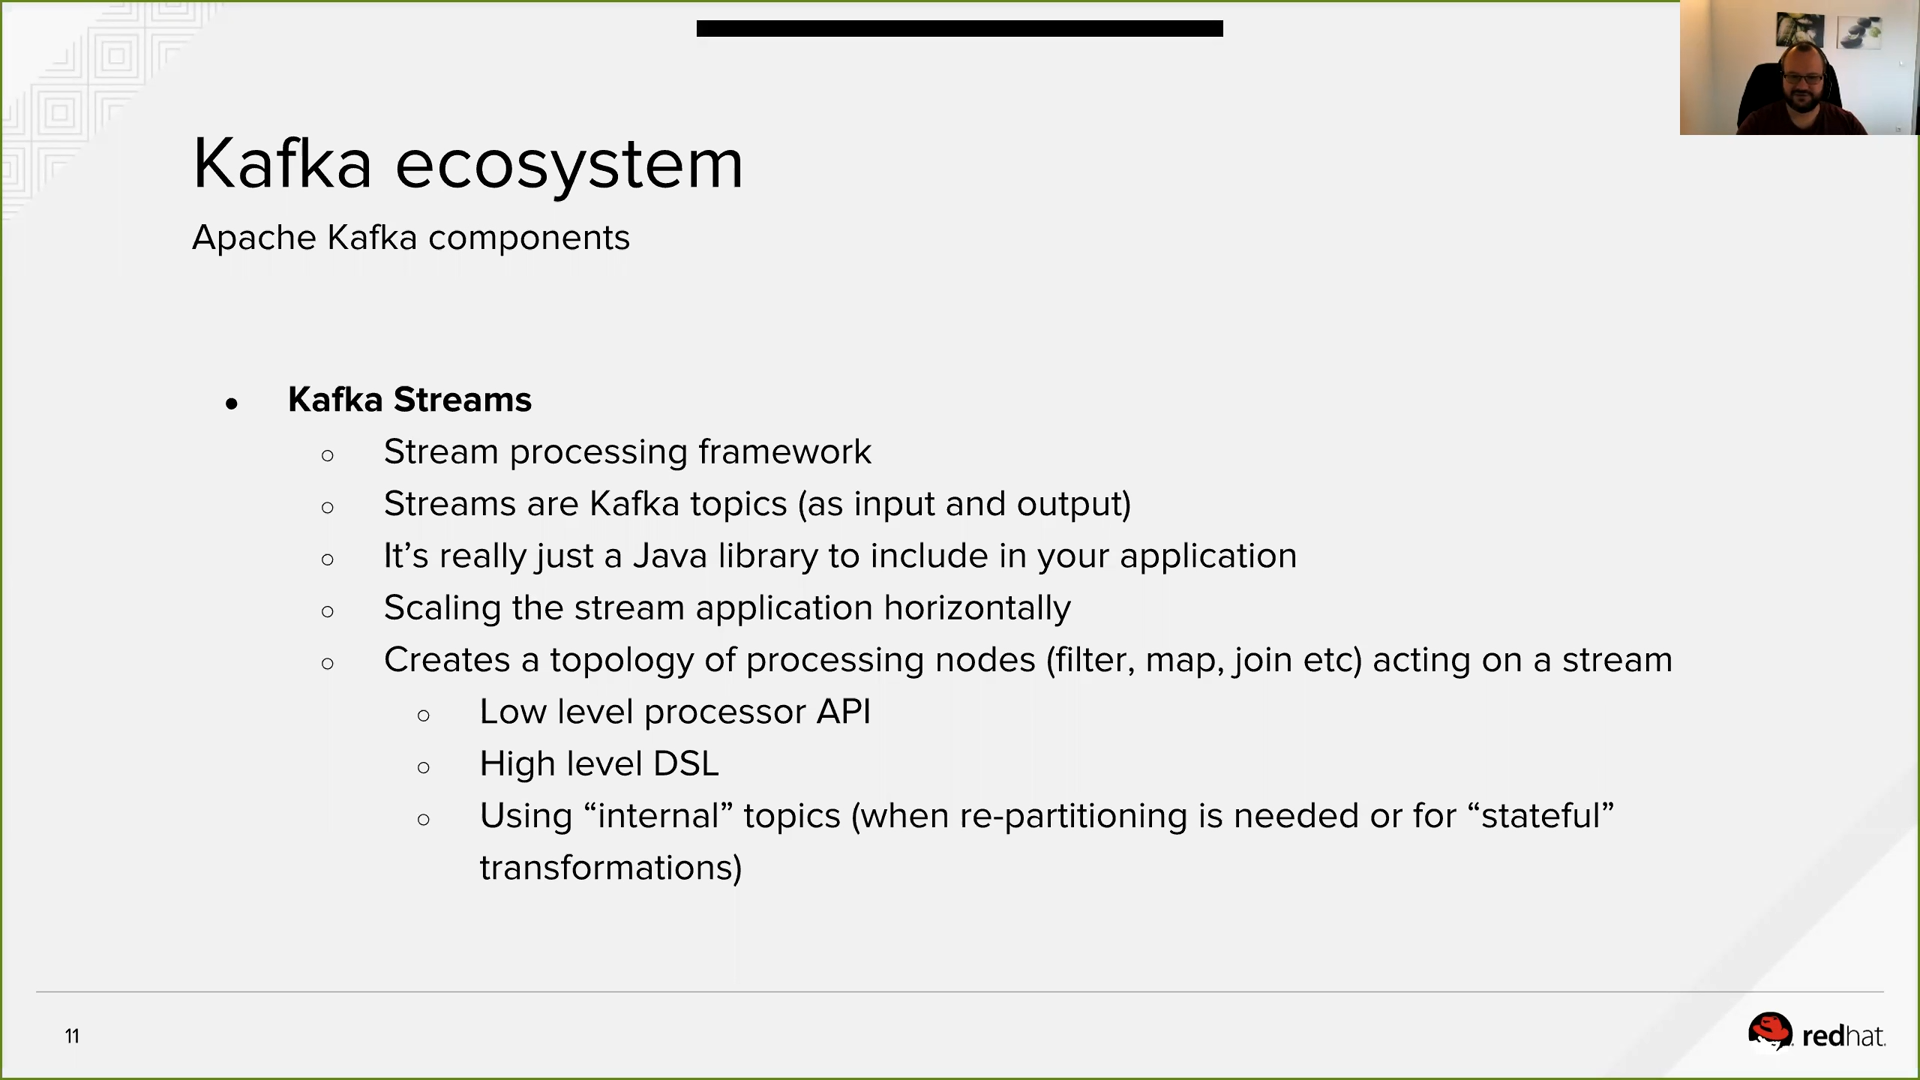 Kafka ecosystem
Apache Kafka components
Kafka Streams
Stream processing framework
Streams are Kafka topics (as input and output)
It’s really just a Java library to include in your application
Scaling the stream application horizontally
Creates a topology of processing nodes (filter, map, join etc) acting on a stream
Low level processor API
High level DSL
Using “internal” topics (when re-partitioning is needed or for “stateful”
transformations)
11
redhat.